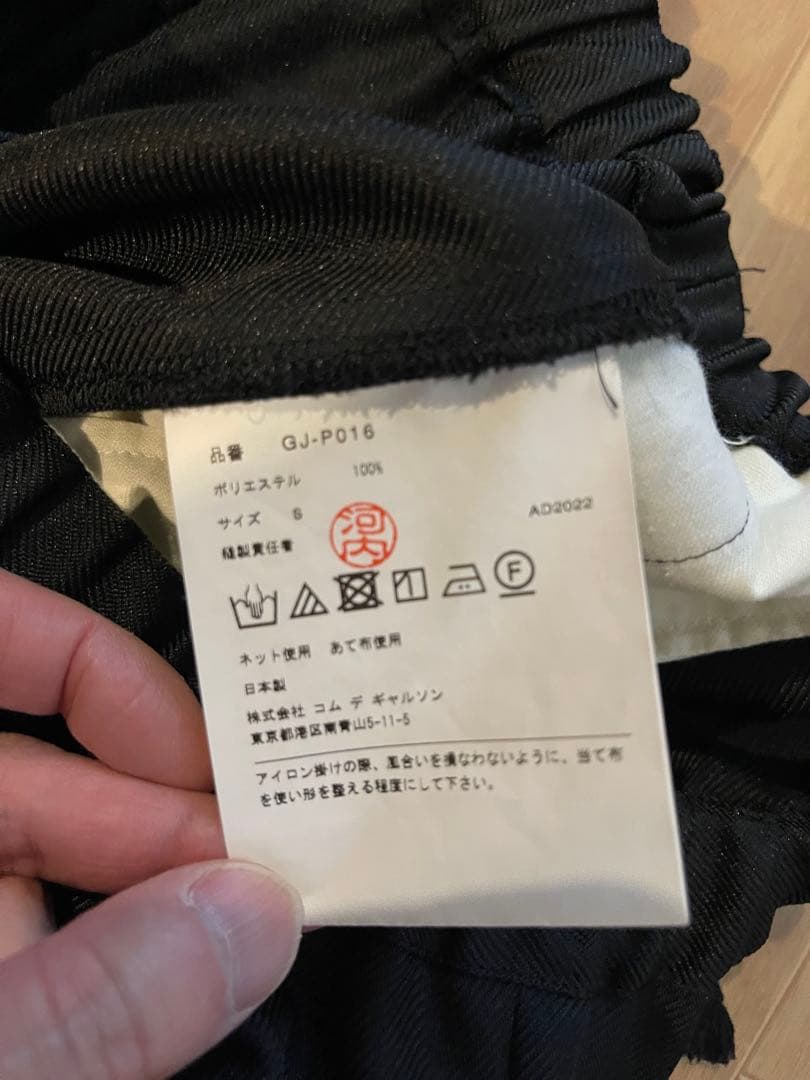 品番 GJ-P016
ポリエステル 100%
サイズ S AD2022
縫製責任者 河内
F
ネット使用 あて布使用
日本製
株式会社 コム デ ギャルソン
東京都港区南青山5-11-5
アイロン掛けの際、風合いを損なわないように、当て布
を使い形を整える程度にして下さい。